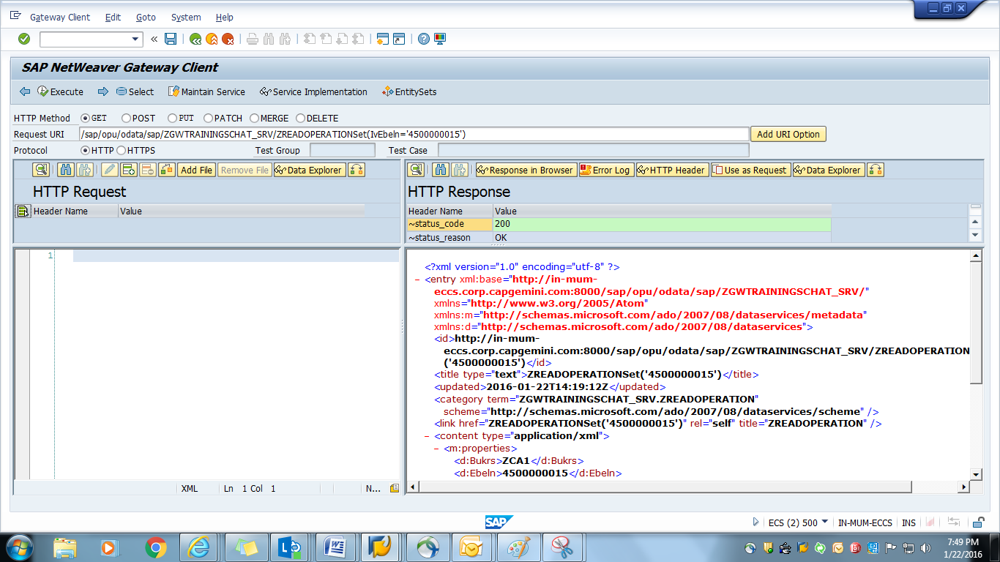 Gateway Client Edit Goto System Help
SAP NetWeaver Gateway Client
Execute Select Maintain Service Service Implementation EntitySets
HTTP Method GET POST PUT PATCH MERGE DELETE
Request URI /sap/opu/odata/sap/ZGWTRAININGSCHAT_SRV/ZREADOPERATIONSet(IvEbeln='4500000015') Add URI Option
Protocol HTTP HTTPS Test Group Test Case
Add File Remove File Data Explorer
Response in Browser Error Log HTTP Header Use as Request Data Explorer
HTTP Request
HTTP Response
Header Name Value
Header Name Value
~status_code 200
~status_reason OK
1
<?xml version="1.0" encoding="utf-8" ?>
- <entry xml:base="http://in-mum-
eccs.corp.capgemini.com:8000/sap/opu/odata/sap/ZGWTRAININGSCHAT_SRV/"
xmlns="http://www.w3.org/2005/Atom"
xmlns:m="http://schemas.microsoft.com/ado/2007/08/dataservices/metadata"
xmlns:d="http://schemas.microsoft.com/ado/2007/08/dataservices">
<id>http://in-mum-
eccs.corp.capgemini.com:8000/sap/opu/odata/sap/ZGWTRAININGSCHAT_SRV/ZREADOPERATION
('4500000015')</id>
<title type="text">ZREADOPERATIONSet('4500000015')</title>
<updated>2016-01-22T14:19:12Z</updated>
<category term="ZGWTRAININGSCHAT_SRV.ZREADOPERATION"
scheme="http://schemas.microsoft.com/ado/2007/08/dataservices/scheme" />
<link href="ZREADOPERATIONSet('4500000015')" rel="self" title="ZREADOPERATION" />
- <content type="application/xml">
- <m:properties>
<d:Bukrs>ZCA1</d:Bukrs>
<d:Ebeln>4500000015</d:Ebeln>
XML Ln 1 Col 1 N...
SAP
ECS (2) 500 IN-MUM-ECCS INS
7:49 PM
1/22/2016